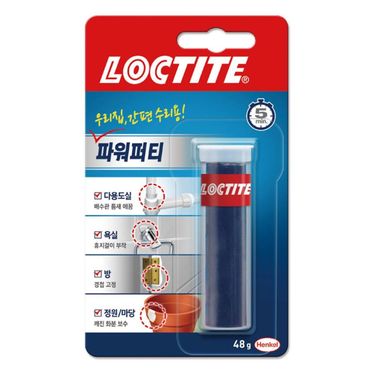 LOCTITE
우리집, 간편 수리용!
5
min.
파워퍼티
LOCTITE
다용도실
배수관 틈새 메꿈
욕실
휴지걸이 부착
방
경첩 고정
정원/마당
깨진 화분 보수
48 g
Henkel